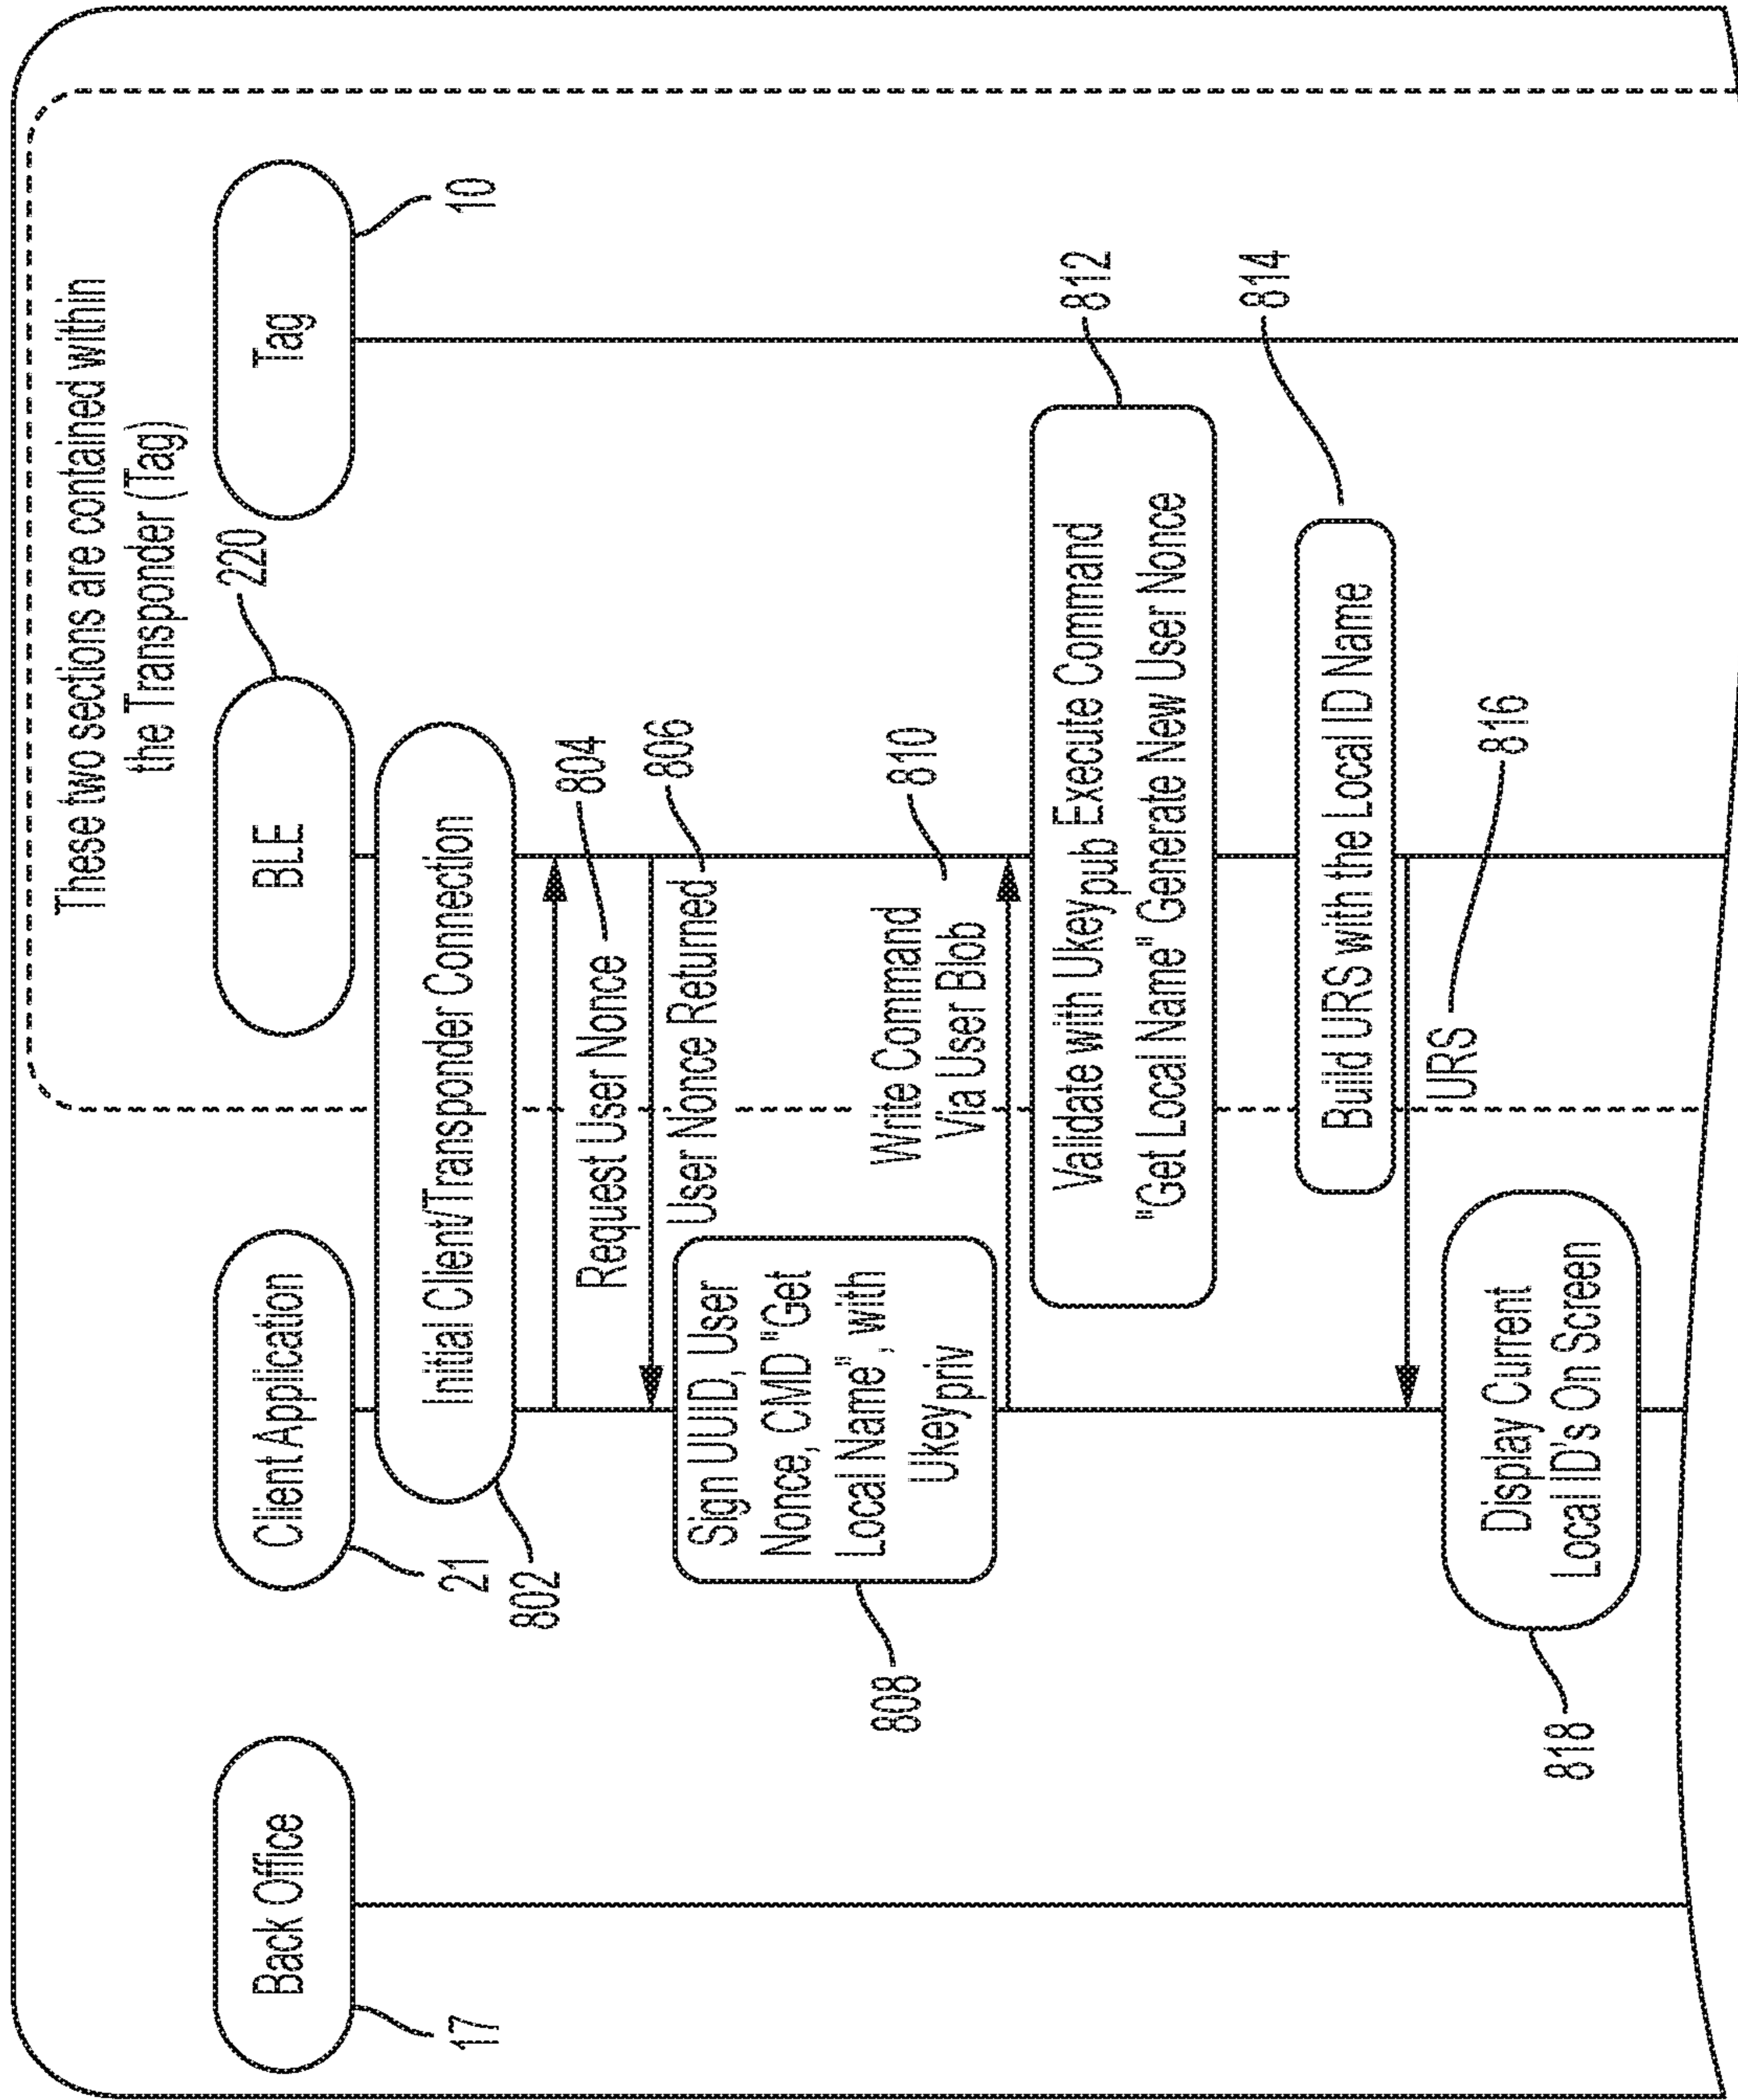 These two sections are contained within
the Transponder (Tag)
Back Office
17
Client Application
21
BLE
220
Tag
10
Initial Client/Transponder Connection
802
Request User Nonce
804
User Nonce Returned
806
Sign UUID, User
Nonce, CMD "Get
Local Name", with
Ukeypriv
808
Write Command
Via User Blob
810
Validate with Ukeypub Execute Command
"Get Local Name" Generate New User Nonce
812
Build URS with the Local ID Name
814
URS
816
Display Current
Local ID's On Screen
818